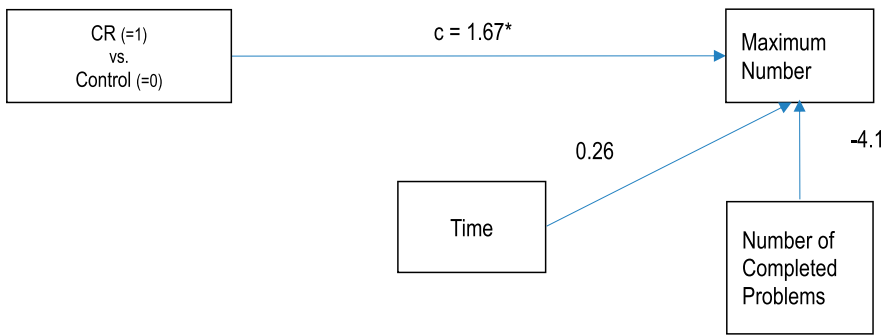 CR (=1)
vs.
Control (=0)
c = 1.67*
Maximum
Number
0.26
-4.1
Time
Number of
Completed
Problems